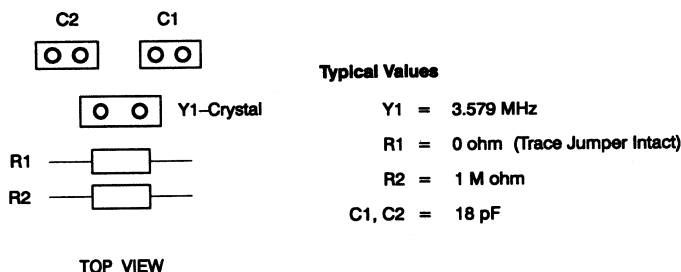 C2 C1
Typical Values
Y1–Crystal
Y1 = 3.579 MHz
R1
R1 = 0 ohm (Trace Jumper Intact)
R2
R2 = 1 M ohm
C1, C2 = 18 pF
TOP VIEW